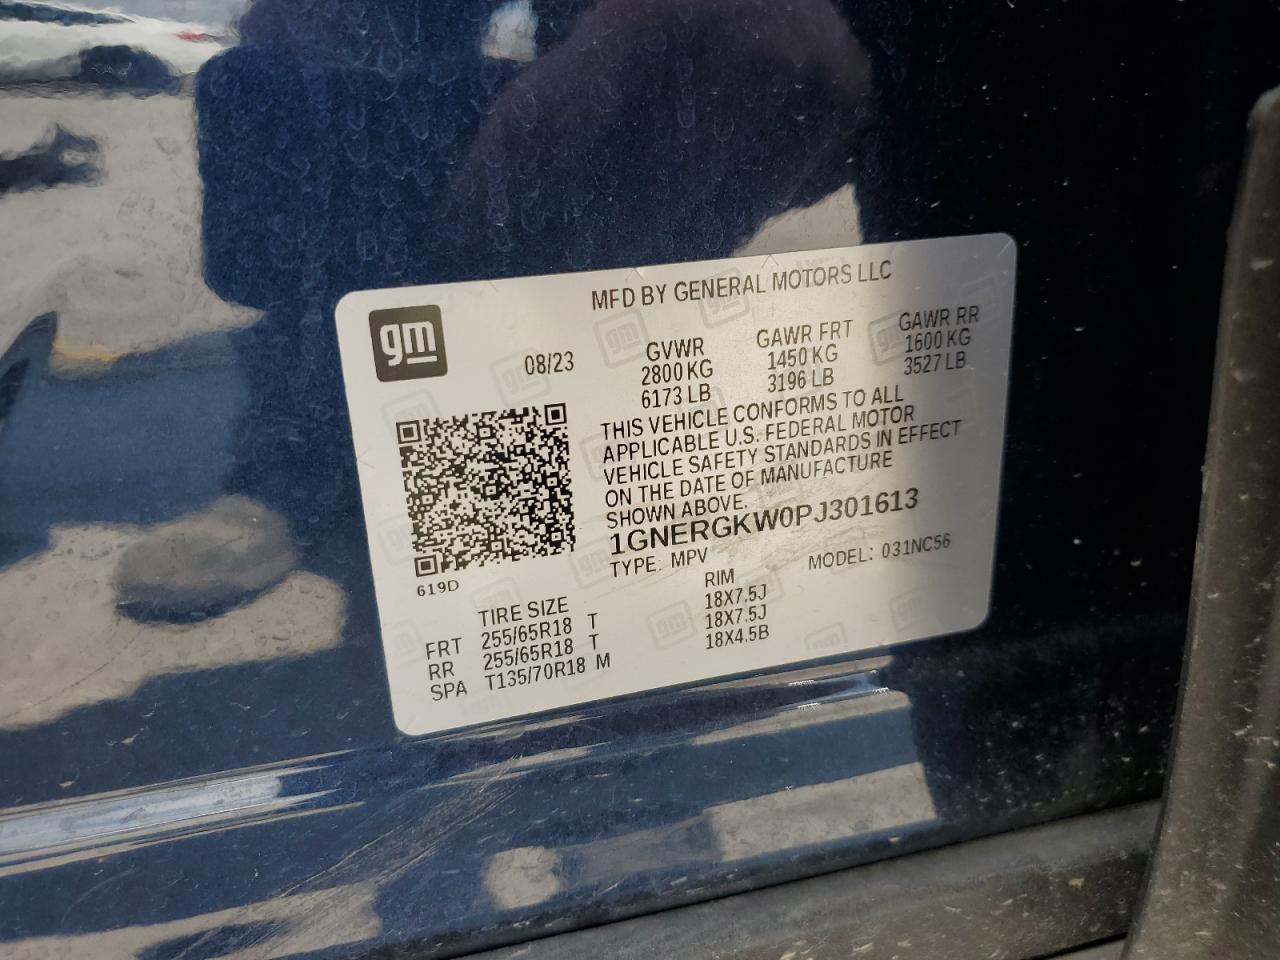 MFD BY GENERAL MOTORS LLC
gm
08/23
GVWR
2800 KG
6173 LB
GAWR FRT
1450 KG
3196 LB
GAWR RR
1600 KG
3527 LB
THIS VEHICLE CONFORMS TO ALL
APPLICABLE U.S. FEDERAL MOTOR
VEHICLE SAFETY STANDARDS IN EFFECT
ON THE DATE OF MANUFACTURE
SHOWN ABOVE.
1GNERGKW0PJ301613
TYPE: MPV
MODEL: 031NC56
619D
TIRE SIZE RIM
FRT 255/65R18 T 18X7.5J
RR 255/65R18 T 18X7.5J
SPA T135/70R18 M 18X4.5B